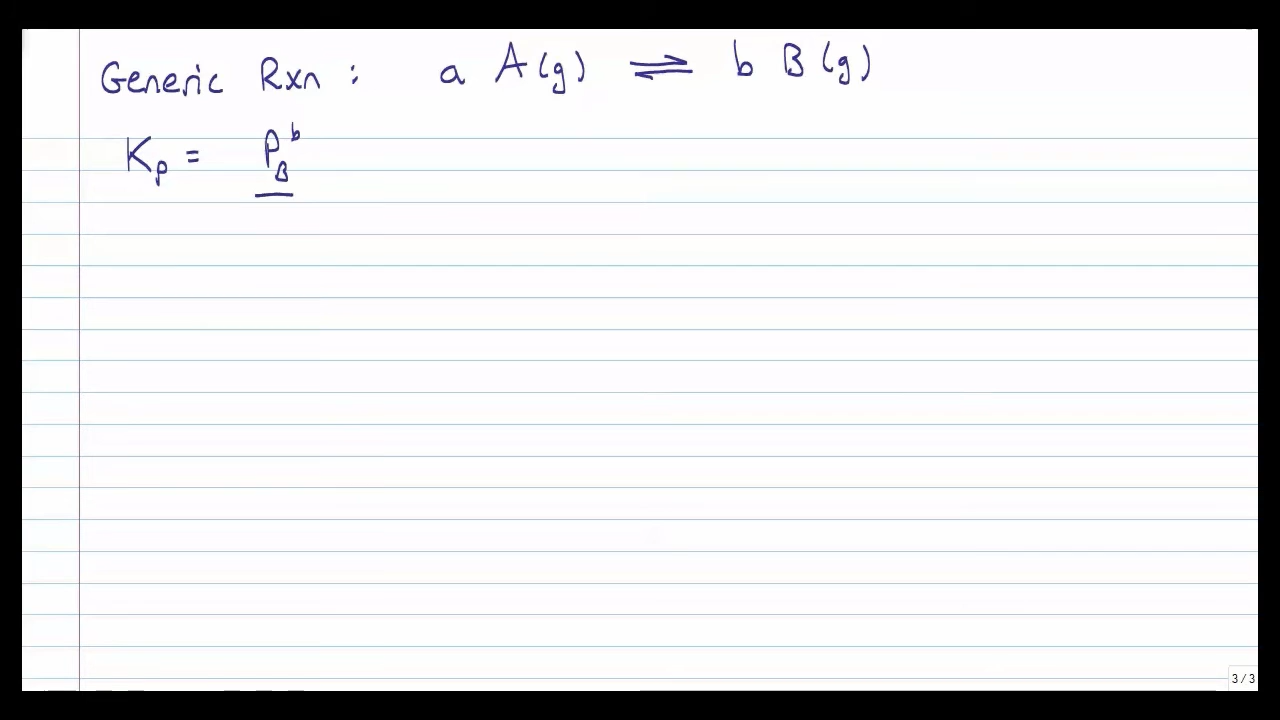 Generic Rxn : a A(g) ⇌ b B(g)
Kp = P_B^b
3/3